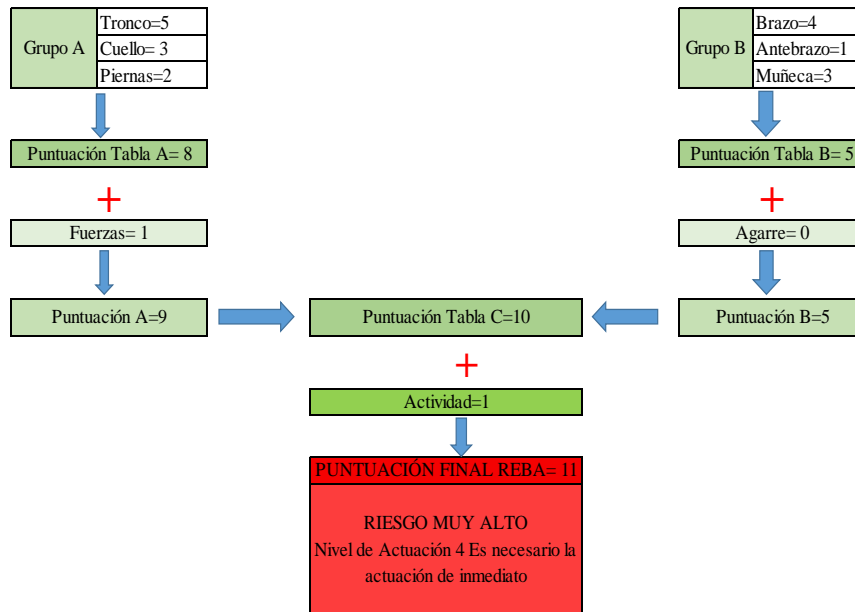 Grupo A
Tronco=5
Cuello= 3
Piernas=2
Grupo B
Brazo=4
Antebrazo=1
Muñeca=3
Puntuación Tabla A= 8
Puntuación Tabla B= 5
+
+
Fuerzas= 1
Agarre= 0
Puntuación A=9
Puntuación Tabla C=10
Puntuación B=5
+
Actividad=1
PUNTUACIÓN FINAL REBA= 11
RIESGO MUY ALTO
Nivel de Actuación 4 Es necesario la
actuación de inmediato